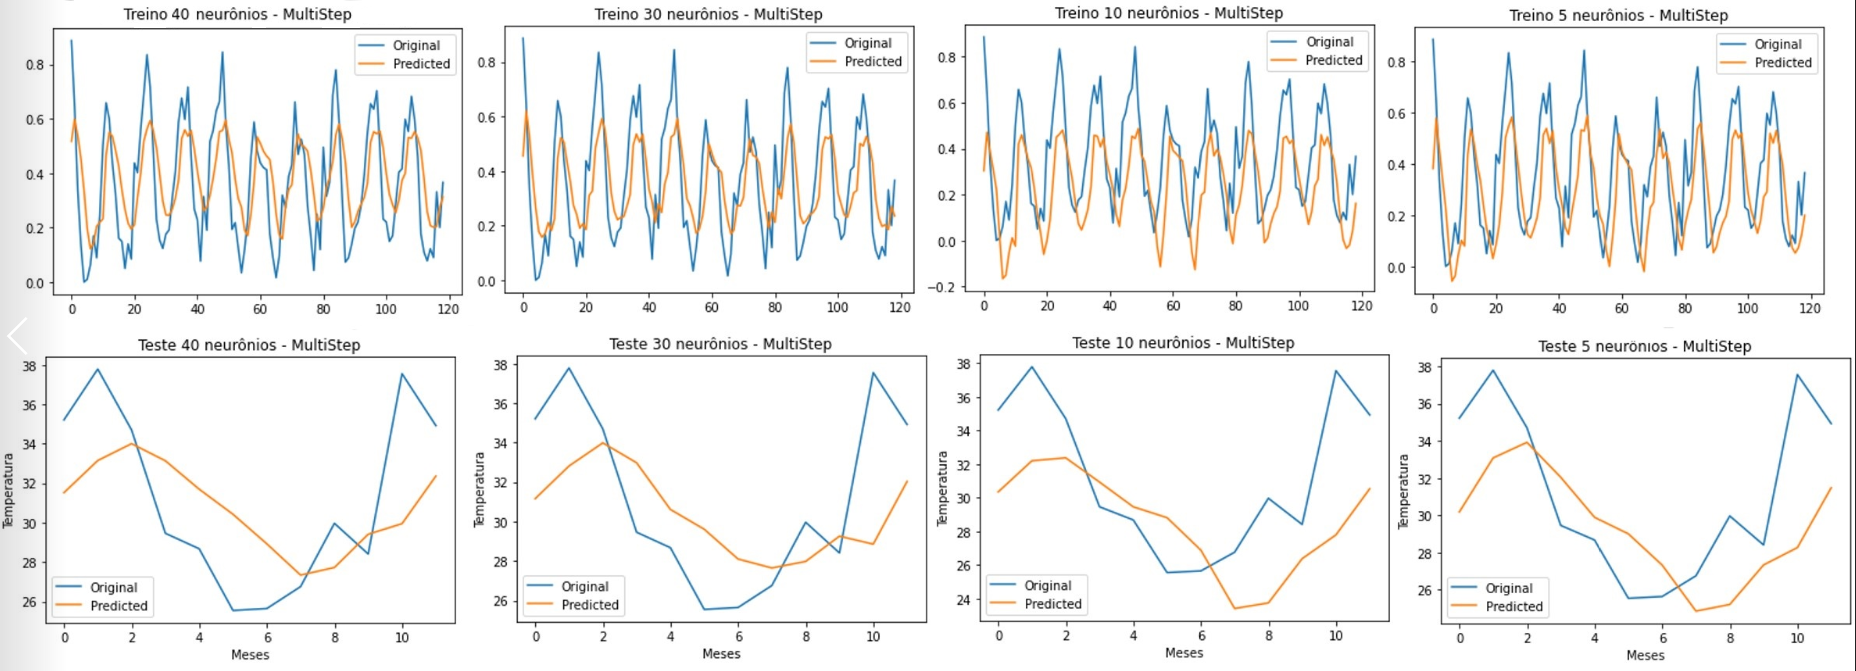 Treino 40 neurônios - MultiStep
Original
Predicted
0.8
0.6
0.4
0.2
0.0
0 20 40 60 80 100 120
Treino 30 neurônios - MultiStep
Original
Predicted
0.8
0.6
0.4
0.2
0.0
0 20 40 60 80 100 120
Treino 10 neurônios - MultiStep
Original
Predicted
0.8
0.6
0.4
0.2
0.0
−0.2
0 20 40 60 80 100 120
Treino 5 neurônios - MultiStep
Original
Predicted
0.8
0.6
0.4
0.2
0.0
0 20 40 60 80 100 120
Teste 40 neurônios - MultiStep
38
36
34
32
30
28
26
Temperatura
Original
Predicted
0 2 4 6 8 10
Meses
Teste 30 neurônios - MultiStep
38
36
34
32
30
28
26
Temperatura
Original
Predicted
0 2 4 6 8 10
Meses
Teste 10 neurônios - MultiStep
38
36
34
32
30
28
26
24
Temperatura
Original
Predicted
0 2 4 6 8 10
Meses
Teste 5 neurônios - MultiStep
38
36
34
32
30
28
26
Temperatura
Original
Predicted
0 2 4 6 8 10
Meses